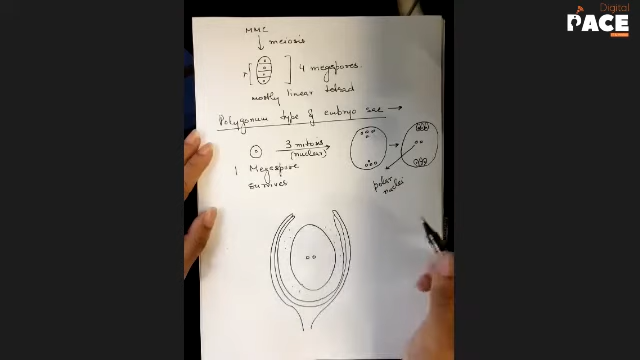 Digital
PACE
MMC
meiosis
4 megaspores.
mostly linear tetrad
Polygonum type of embryo sac
3 mitosis
(nuclear)
1 Megaspore
survives
polar
nuclei